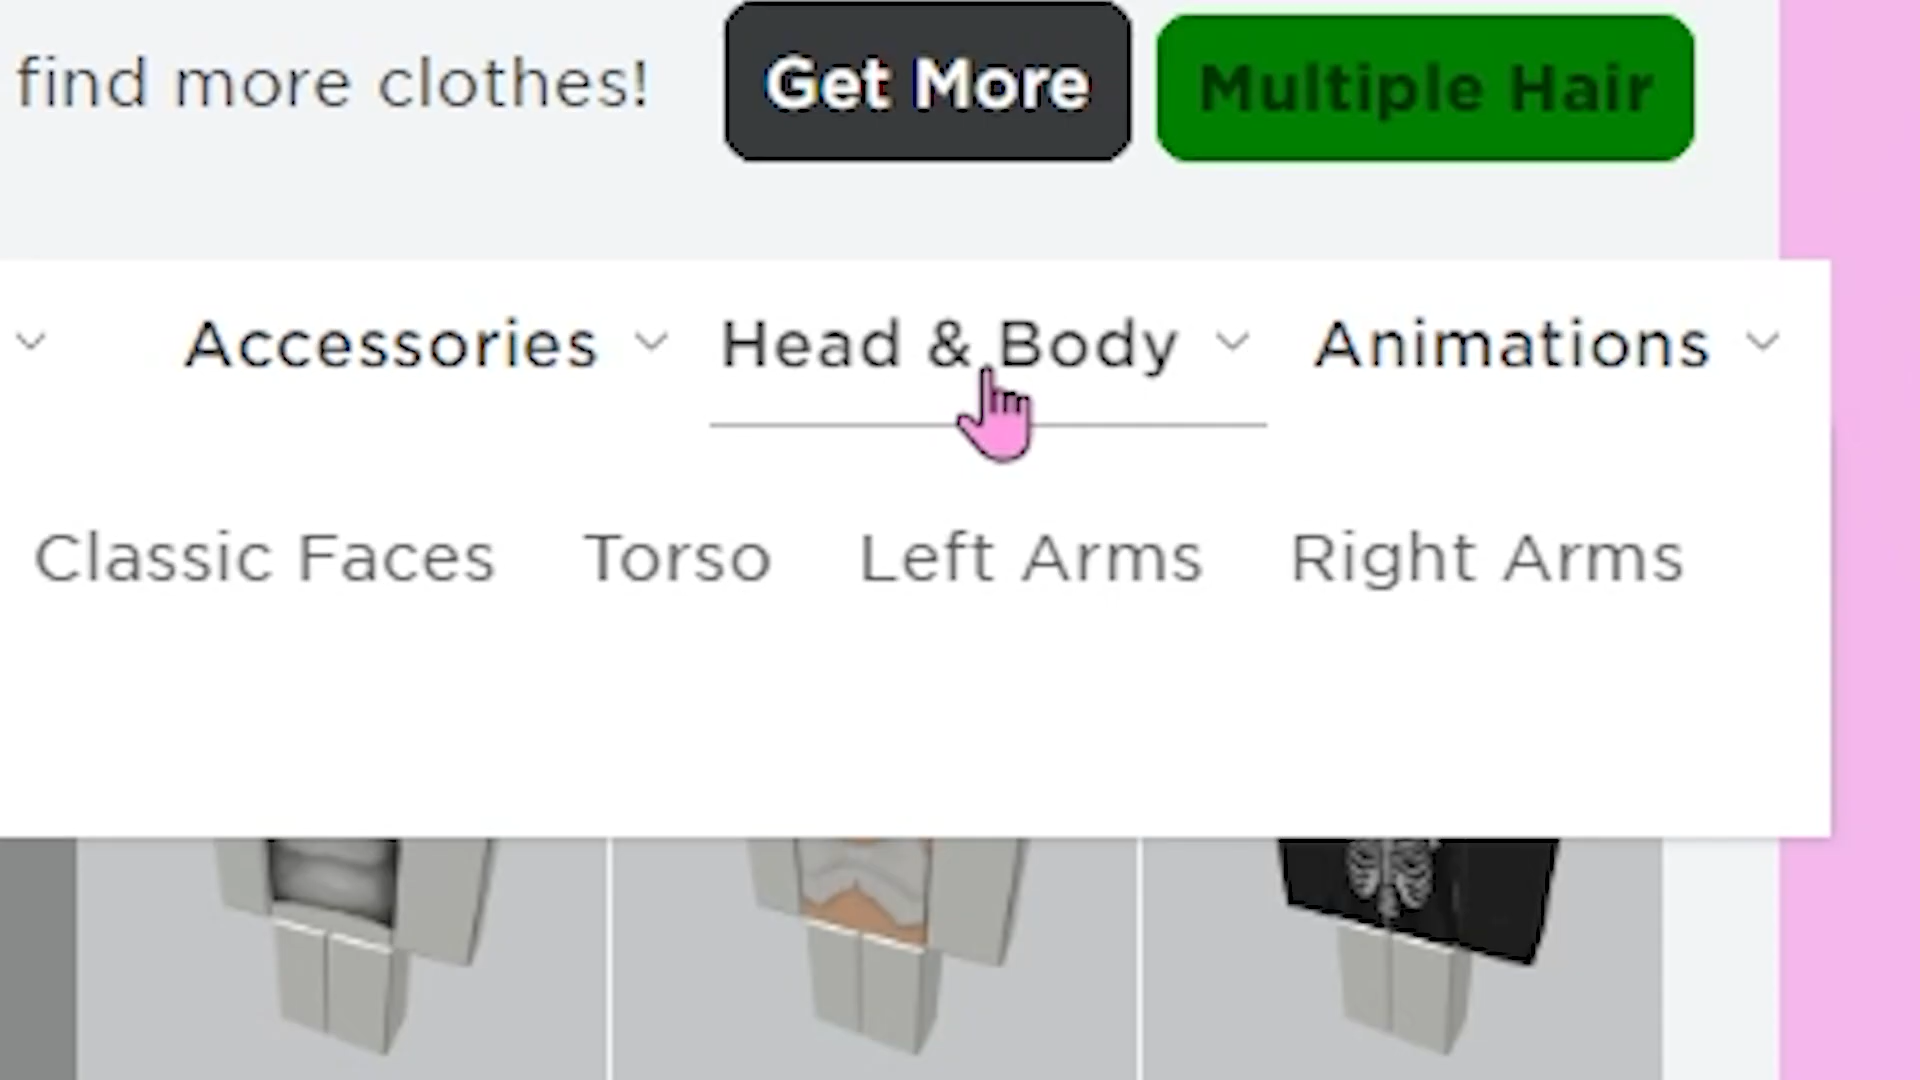 find more clothes! Get More Multiple Hair
Accessories Head & Body Animations
Classic Faces Torso Left Arms Right Arms